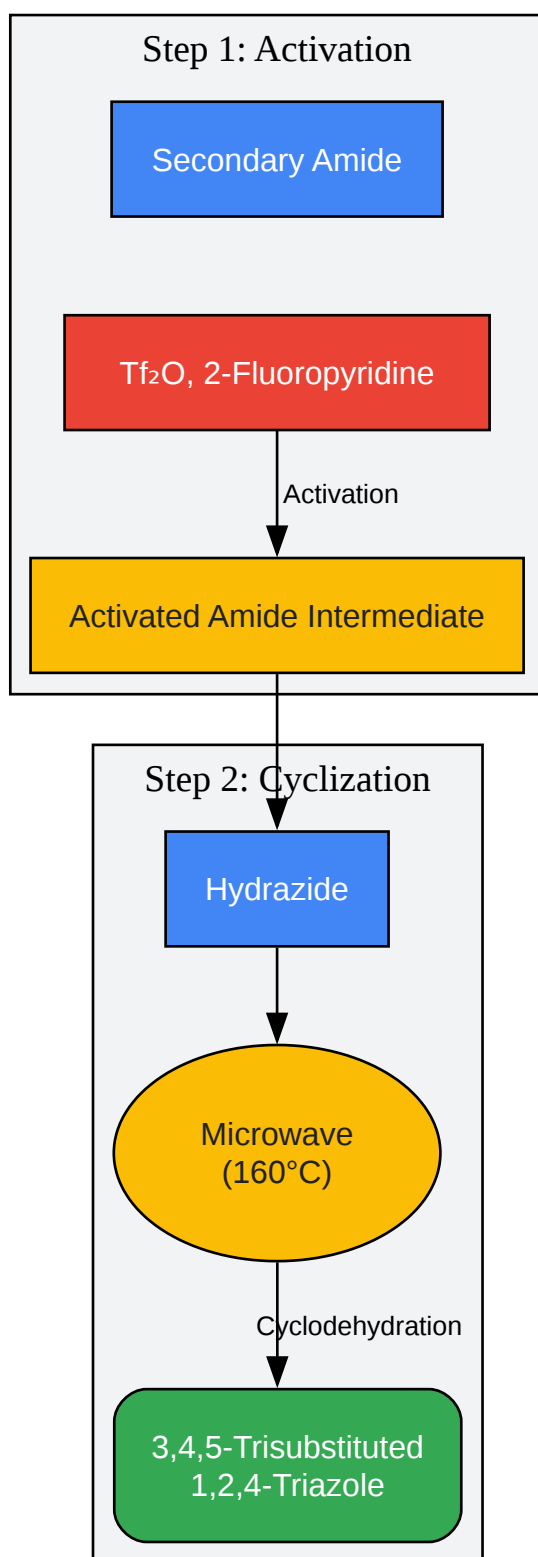 Step 1: Activation
Secondary Amide
Tf₂O, 2-Fluoropyridine
Activation
Activated Amide Intermediate
Step 2: Cyclization
Hydrazide
Microwave
(160°C)
Cyclodehydration
3,4,5-Trisubstituted
1,2,4-Triazole